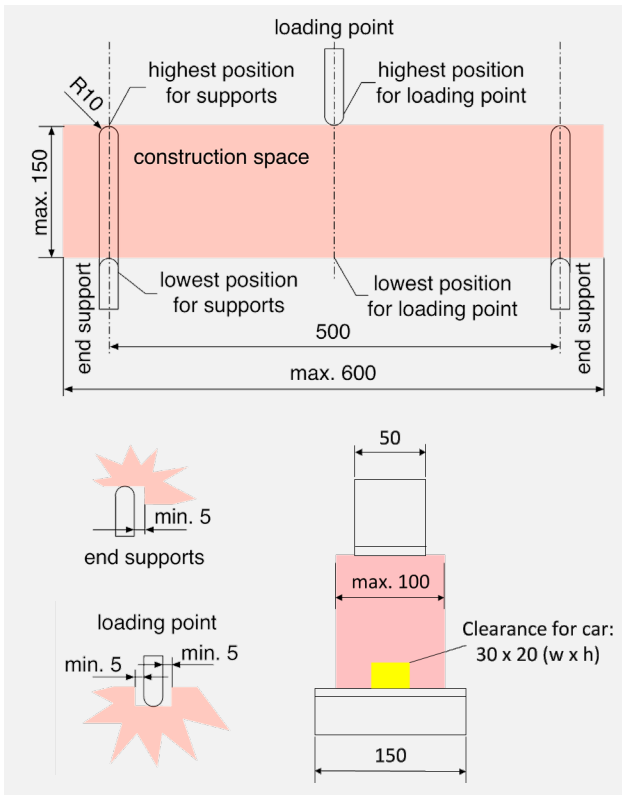 loading point
highest position
for supports
highest position
for loading point
R10
construction space
max. 150
lowest position
for supports
lowest position
for loading point
end support
end support
500
max. 600
50
min. 5
end supports
max. 100
loading point
min. 5
min. 5
Clearance for car:
30 x 20 (w x h)
150